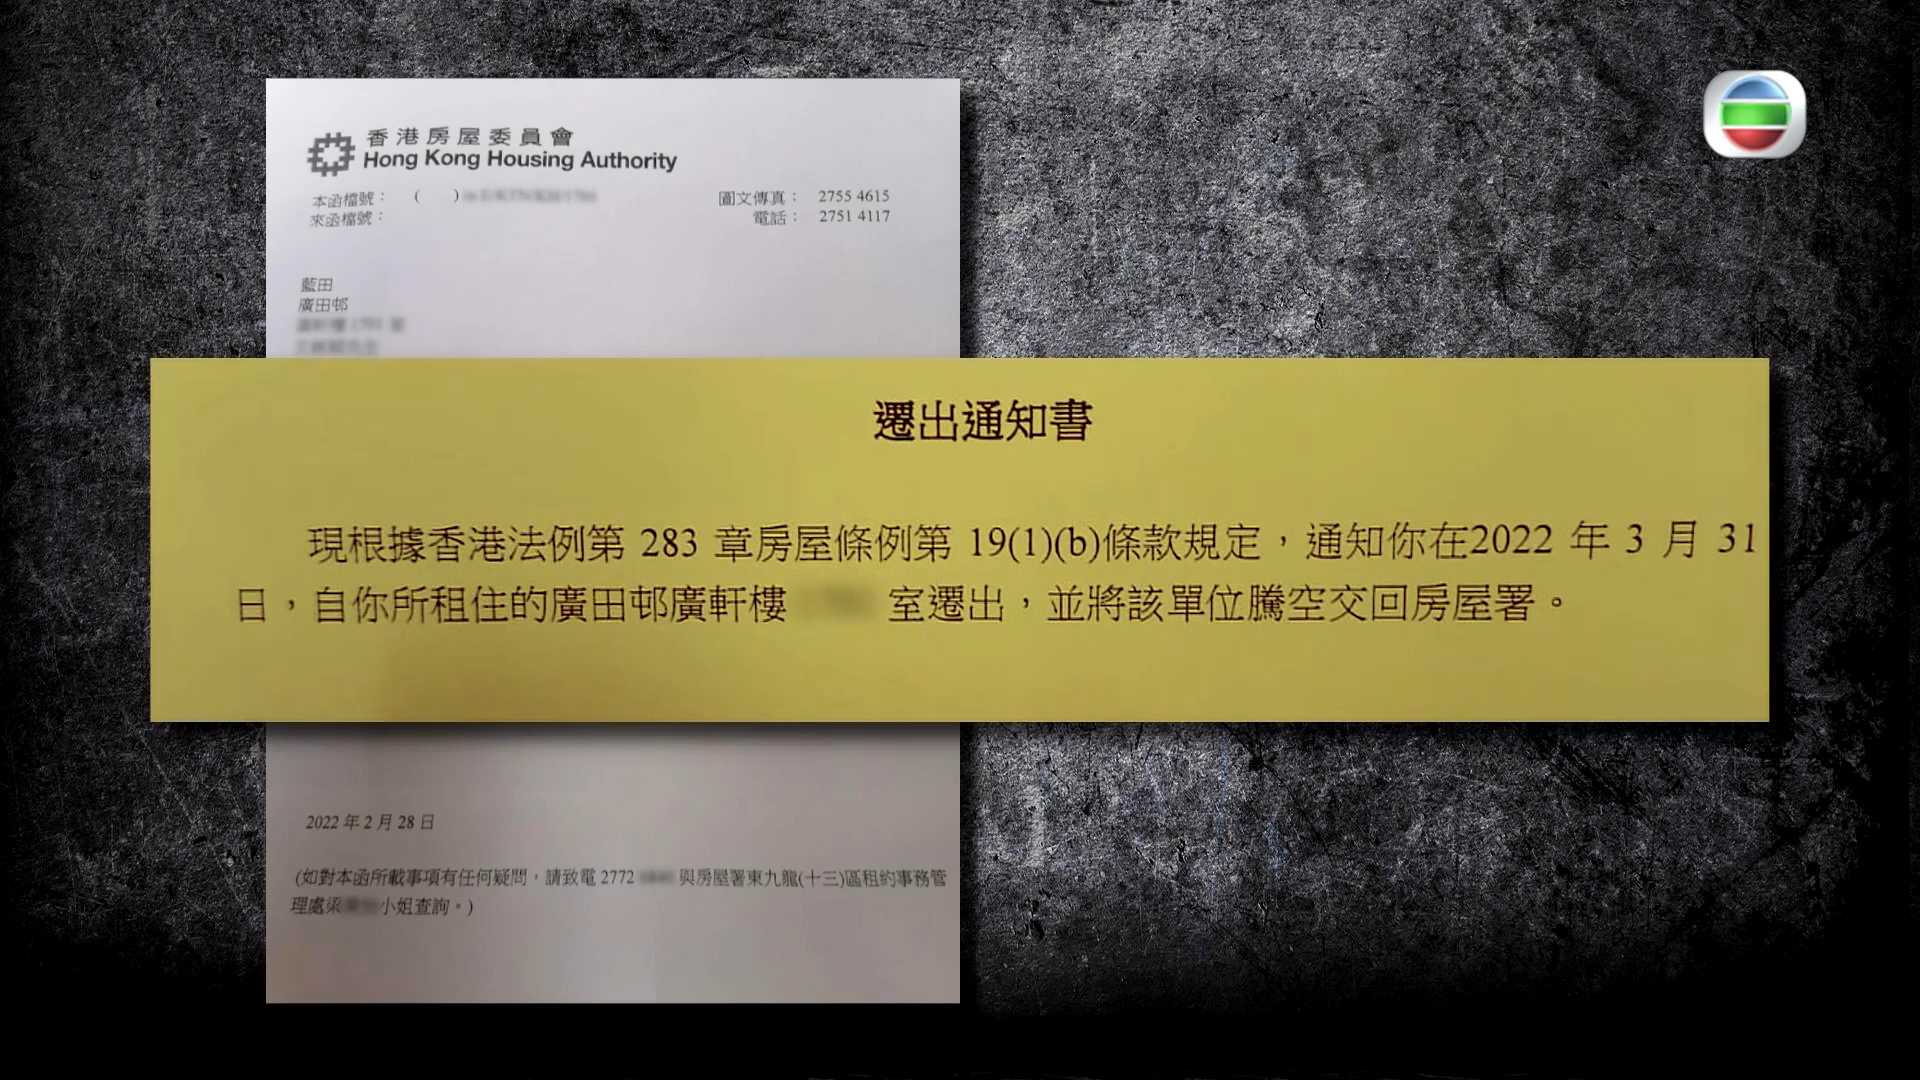 香港房屋委員會
Hong Kong Housing Authority
本函檔號： ( )
來函檔號：
圖文傳真： 2755 4615
電話： 2751 4117
藍田
廣田邨
遷出通知書
現根據香港法例第 283 章房屋條例第 19(1)(b)條款規定，通知你在2022 年 3 月 31
日，自你所租住的廣田邨廣軒樓 室遷出，並將該單位騰空交回房屋署。
2022 年 2 月 28 日
(如對本函所載事項有任何疑問，請致電 2772 與房屋署東九龍(十三)區租約事務管
理處梁 小姐查詢。)